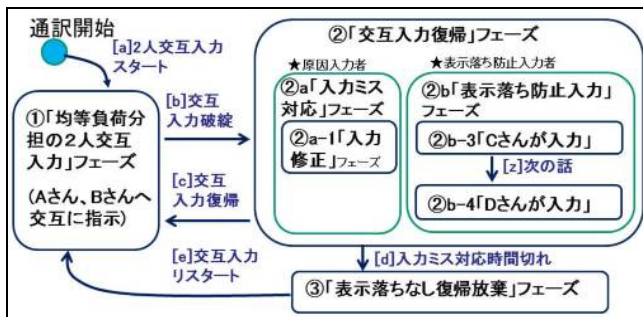 通訳開始
[a]2人交互入力
スタート
①「均等負荷分
担の2人交互
入力」フェーズ
(Aさん、Bさんへ
交互に指示)
[b]交互
入力破綻
[c]交互
入力復帰
[e]交互入力
リスタート
②「交互入力復帰」フェーズ
★原因入力者
②a「入力ミス
対応」フェーズ
②a-1「入力
修正」フェーズ
★表示落ち防止入力者
②b「表示落ち防止入力」
フェーズ
②b-3「Cさんが入力」
[z]次の話
②b-4「Dさんが入力」
[d]入力ミス対応時間切れ
③「表示落ちなし復帰放棄」フェーズ